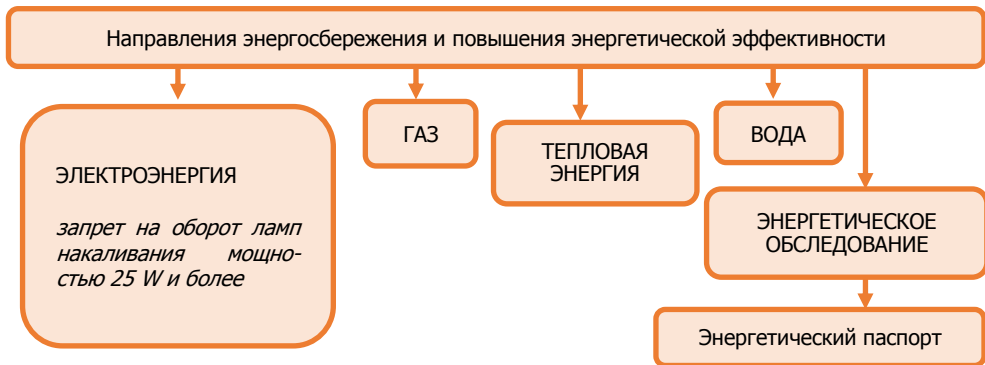 Направления энергосбережения и повышения энергетической эффективности
ЭЛЕКТРОЭНЕРГИЯ
запрет на оборот ламп
накаливания мощно-
стью 25 W и более
ГАЗ
ТЕПЛОВАЯ
ЭНЕРГИЯ
ВОДА
ЭНЕРГЕТИЧЕСКОЕ
ОБСЛЕДОВАНИЕ
Энергетический паспорт